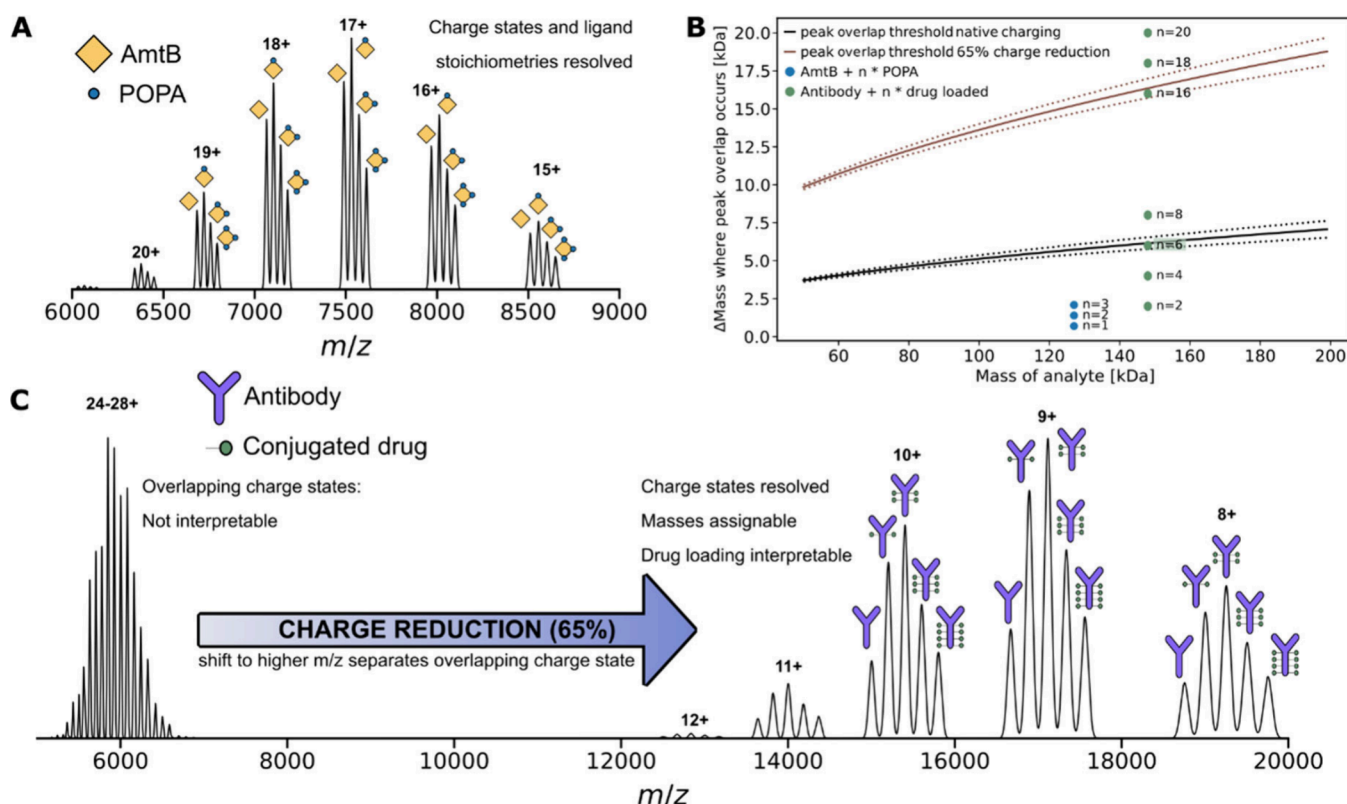 A
AmtB
POPA
Charge states and ligand
stoichiometries resolved
17+
18+
16+
19+
15+
20+
6000 6500 7000 7500 8000 8500 9000
m/z
B
peak overlap threshold native charging
peak overlap threshold 65% charge reduction
AmtB + n * POPA
Antibody + n * drug loaded
n=20
n=18
n=16
n=8
n=6
n=4
n=2
n=3
n=2
n=1
20.0
17.5
15.0
12.5
10.0
7.5
5.0
2.5
0.0
ΔMass where peak overlap occurs [kDa]
60 80 100 120 140 160 180 200
Mass of analyte [kDa]
C
24-28+
Antibody
Conjugated drug
Overlapping charge states:
Not interpretable
Charge states resolved
Masses assignable
Drug loading interpretable
CHARGE REDUCTION (65%)
shift to higher m/z separates overlapping charge state
12+
11+
10+
9+
8+
6000 8000 10000 12000 14000 16000 18000 20000
m/z